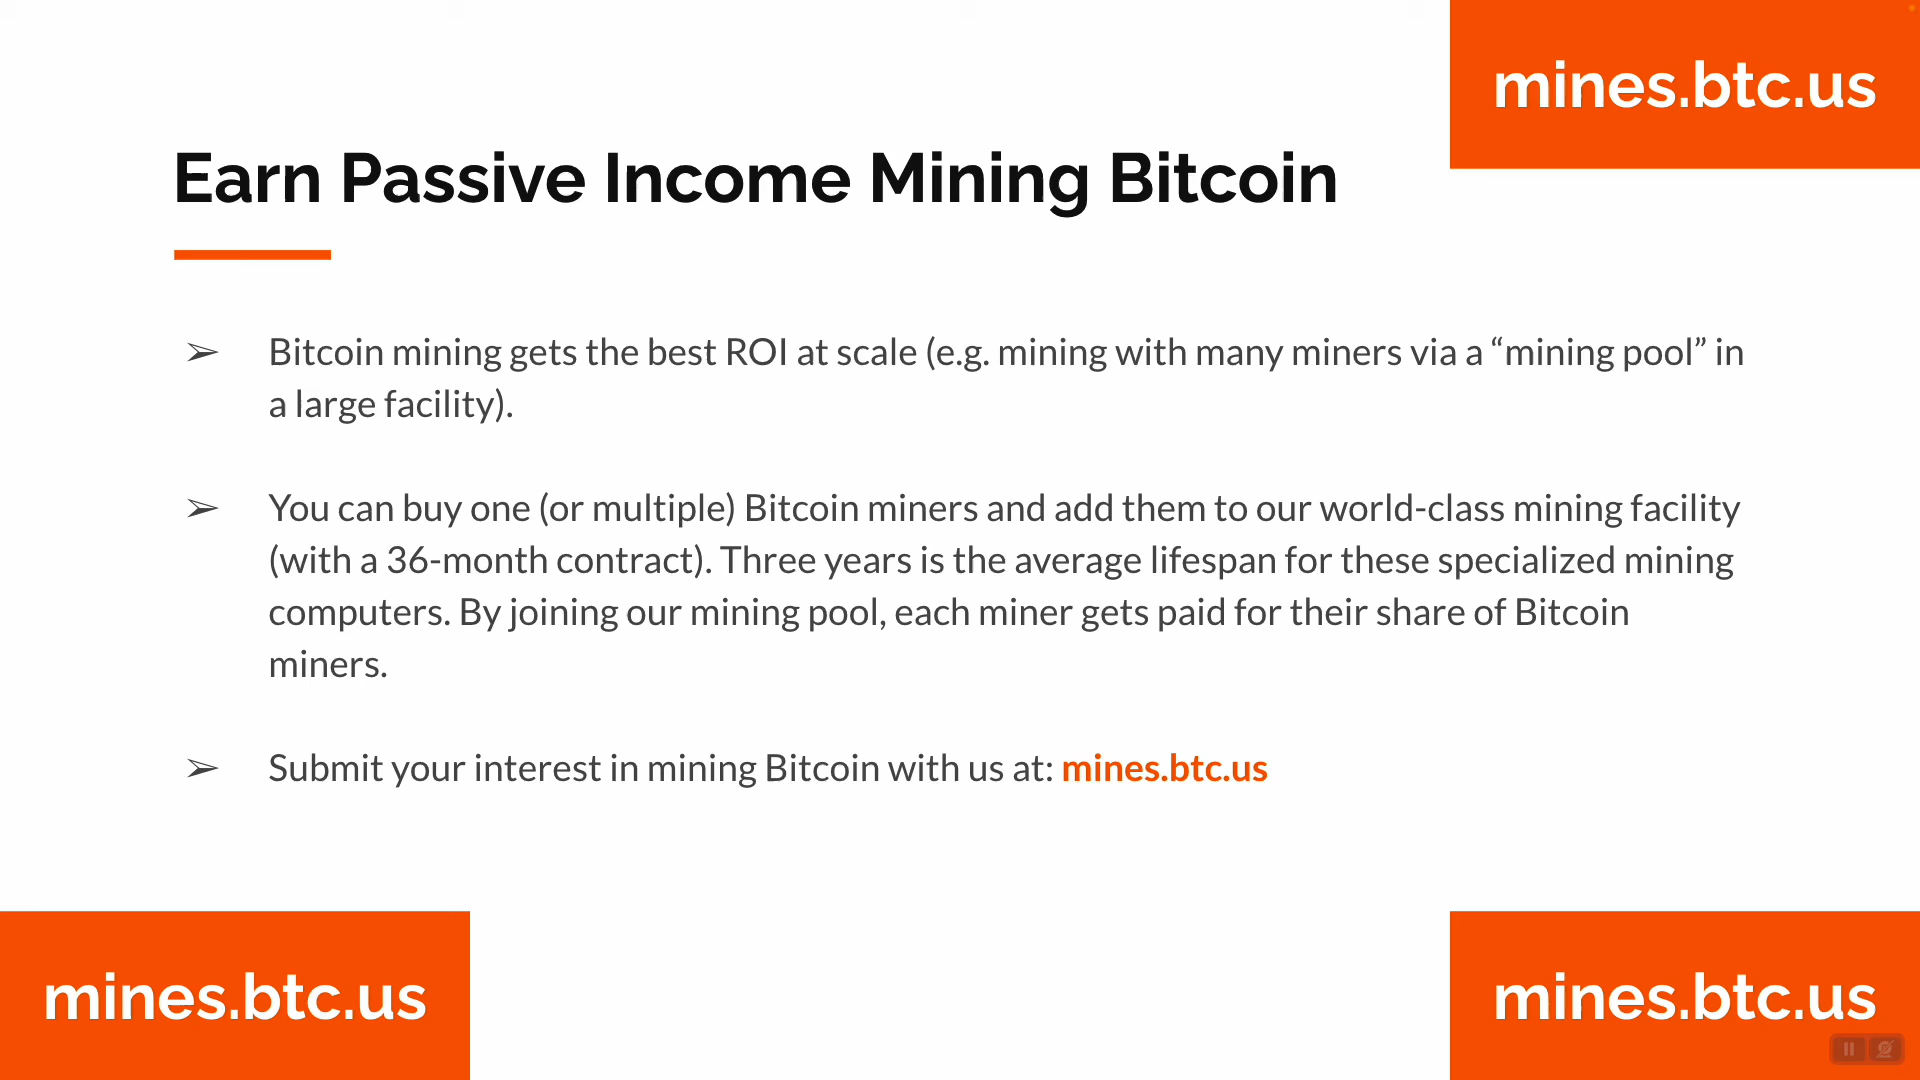 mines.btc.us
Earn Passive Income Mining Bitcoin
➢ Bitcoin mining gets the best ROI at scale (e.g. mining with many miners via a “mining pool” in
a large facility).
➢ You can buy one (or multiple) Bitcoin miners and add them to our world-class mining facility
(with a 36-month contract). Three years is the average lifespan for these specialized mining
computers. By joining our mining pool, each miner gets paid for their share of Bitcoin
miners.
➢ Submit your interest in mining Bitcoin with us at: mines.btc.us
mines.btc.us
mines.btc.us